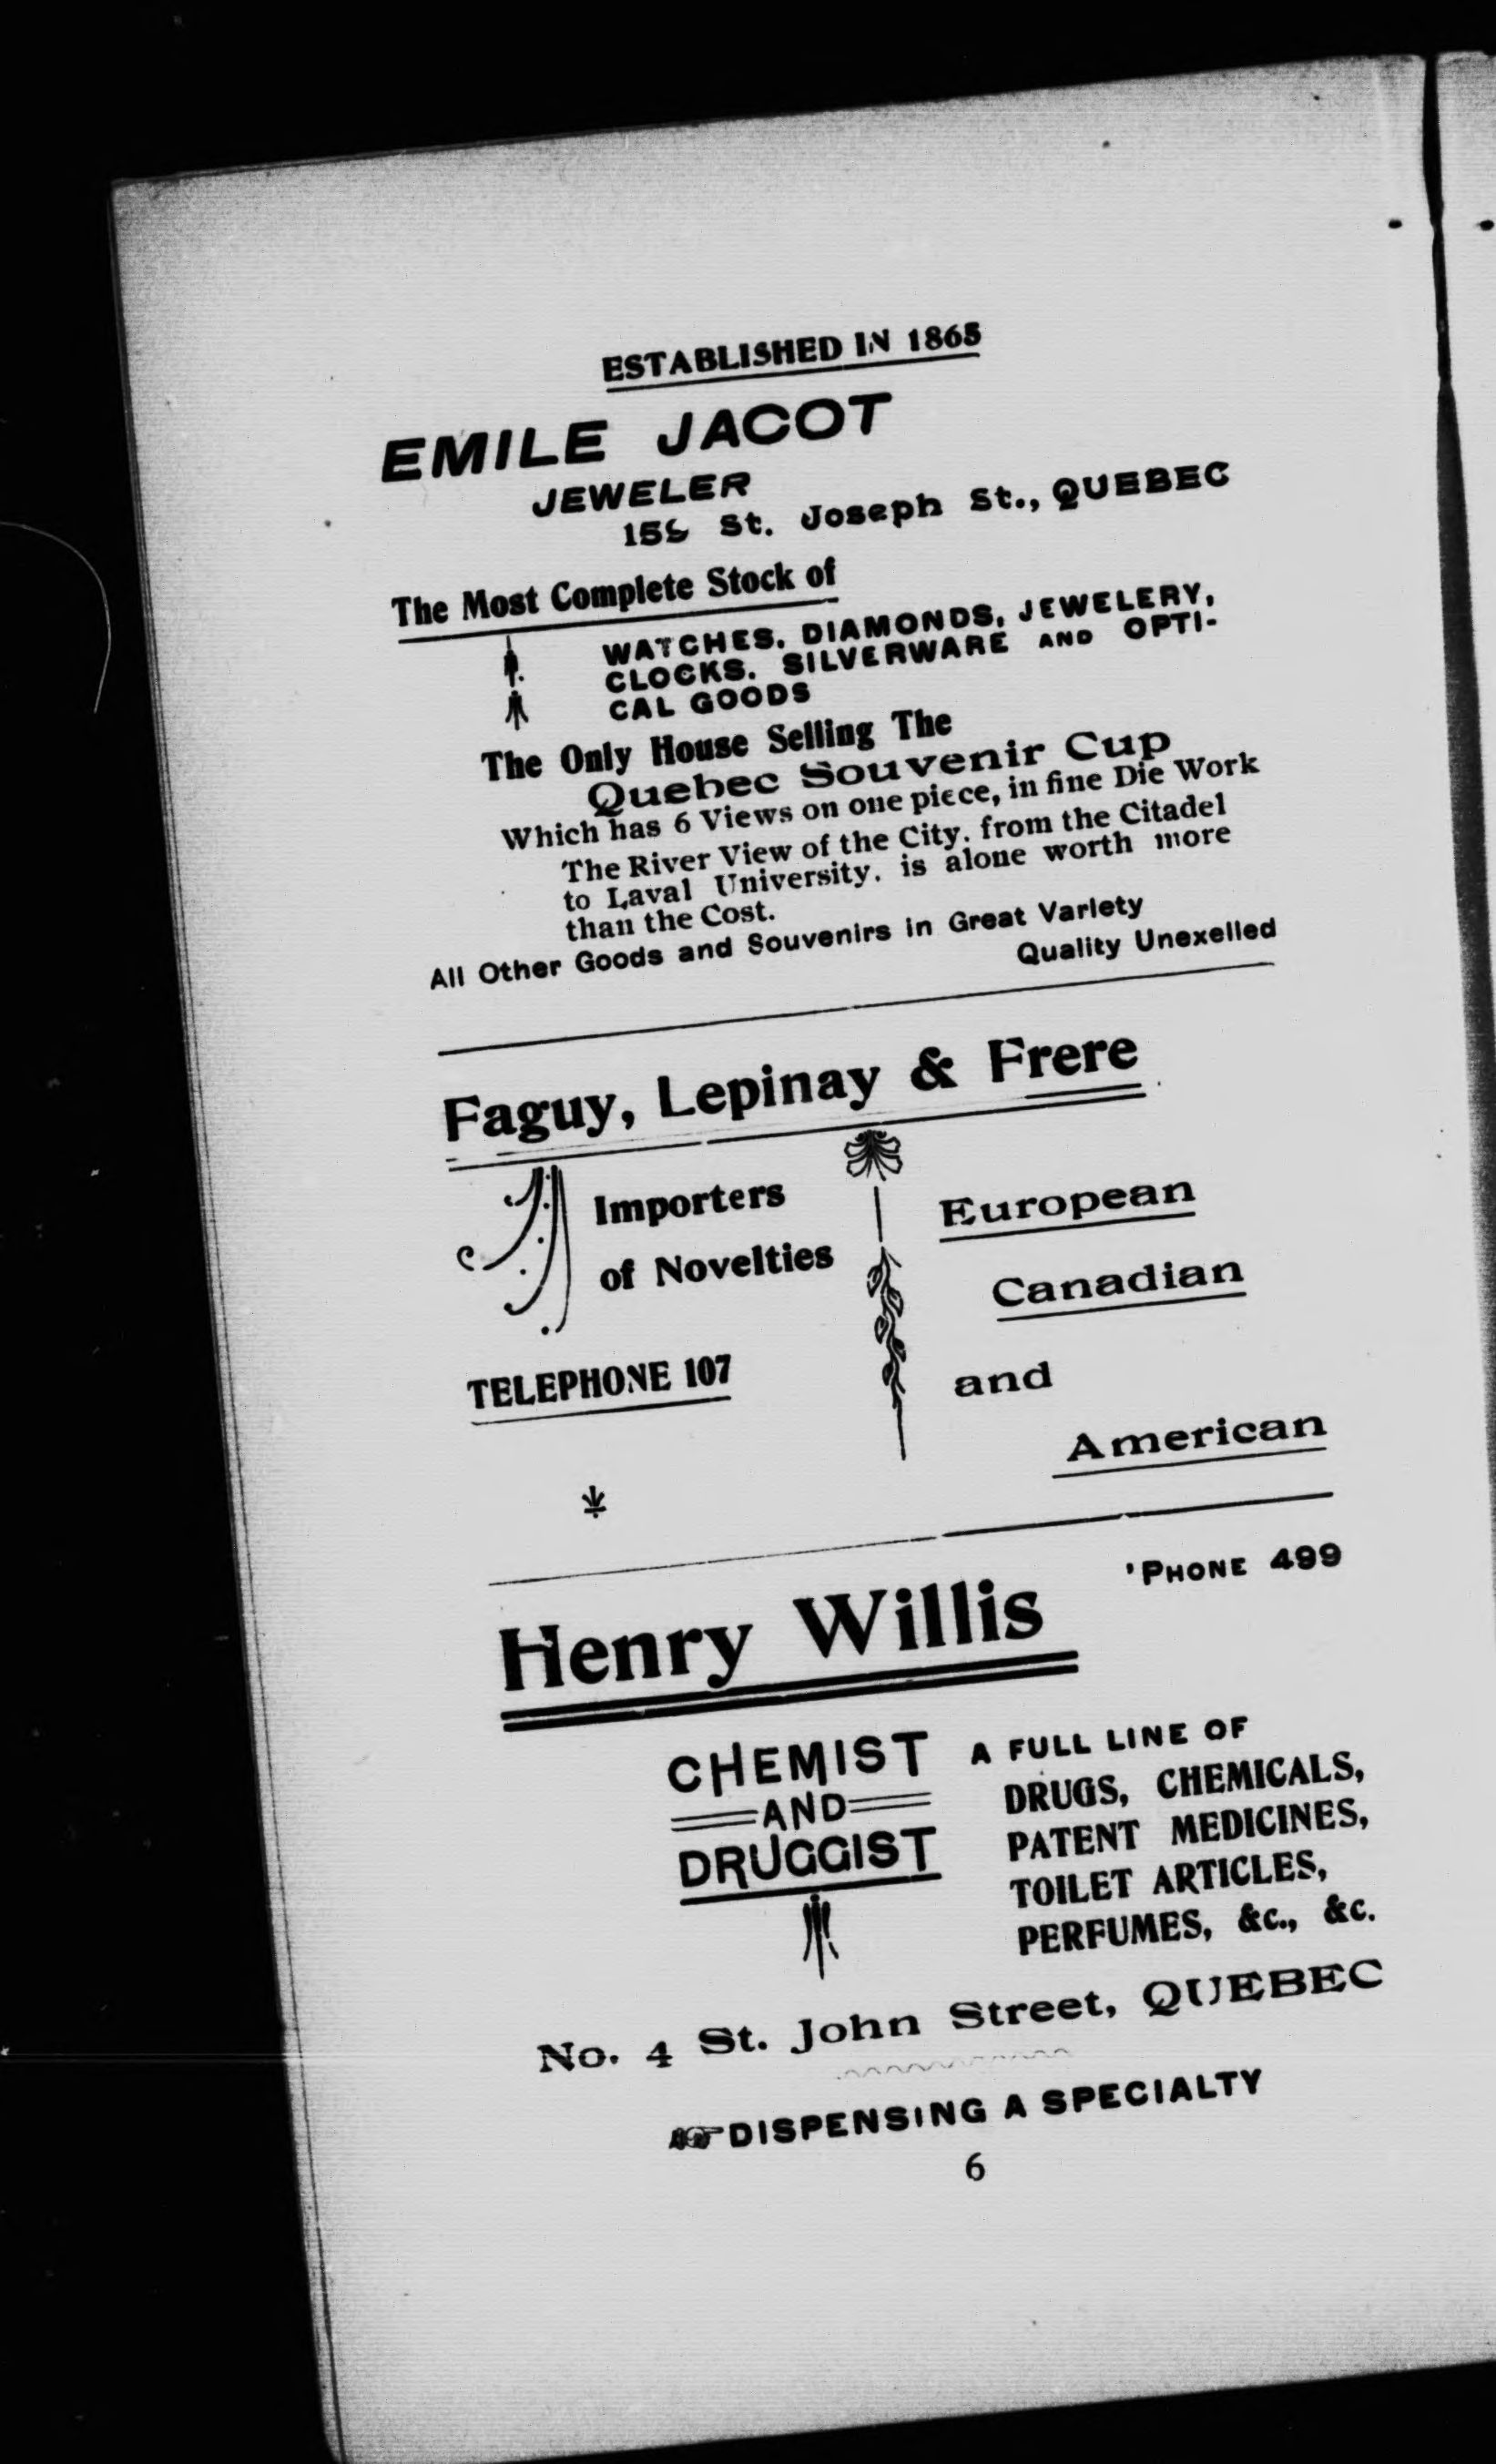 ESTABLISHED IN 1865
EMILE JACOT
JEWELER
St. Joseph St., QUEBEC
The Most Complete Stock of
WATCHES, DIAMONDS, JEWELERY,
CLOCKS, SILVERWARE AND OPTI-
CAL GOODS
The Only House Selling The
Quebec Souvenir Cup
Which has 6 Views on one piece, in fine Die Work
The River View of the City, from the Citadel
to Laval University, is alone worth more
than the Cost.
All Other Goods and Souvenirs in Great Variety
Quality Unexelled
Faguy, Lepinay & Frere
Importers
of Novelties
TELEPHONE 107
European
Canadian
and
American
'PHONE 499
Henry Willis
CHEMIST
AND
DRUGGIST
A FULL LINE OF
DRUGS, CHEMICALS,
PATENT MEDICINES,
TOILET ARTICLES,
PERFUMES, &c., &c.
No. 4 St. John Street, QUEBEC
☞DISPENSING A SPECIALTY
6